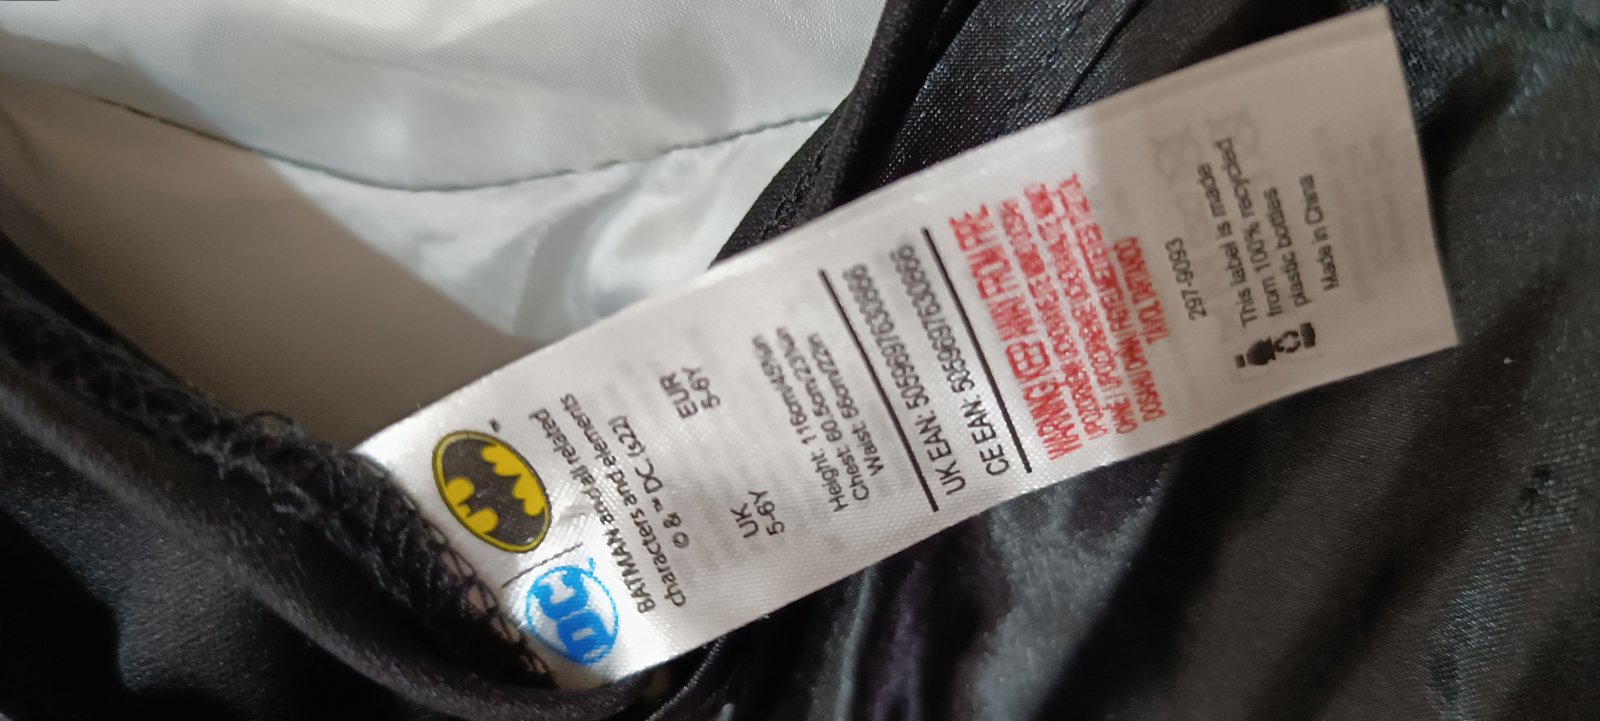 DC
BATMAN and all related
characters and elements
© & ™ DC. (s22)
UK EUR
5-6Y 5-6Y
Height: 116cm/45½in
Chest: 60.5cm/23¾in
Waist: 56cm/22in
UK EAN: 5059697630866
CE EAN: 5059697630866
WARNING KEEP AWAY FROM FIRE
297-9093
This label is made
from 100% recycled
plastic bottles
Made in China